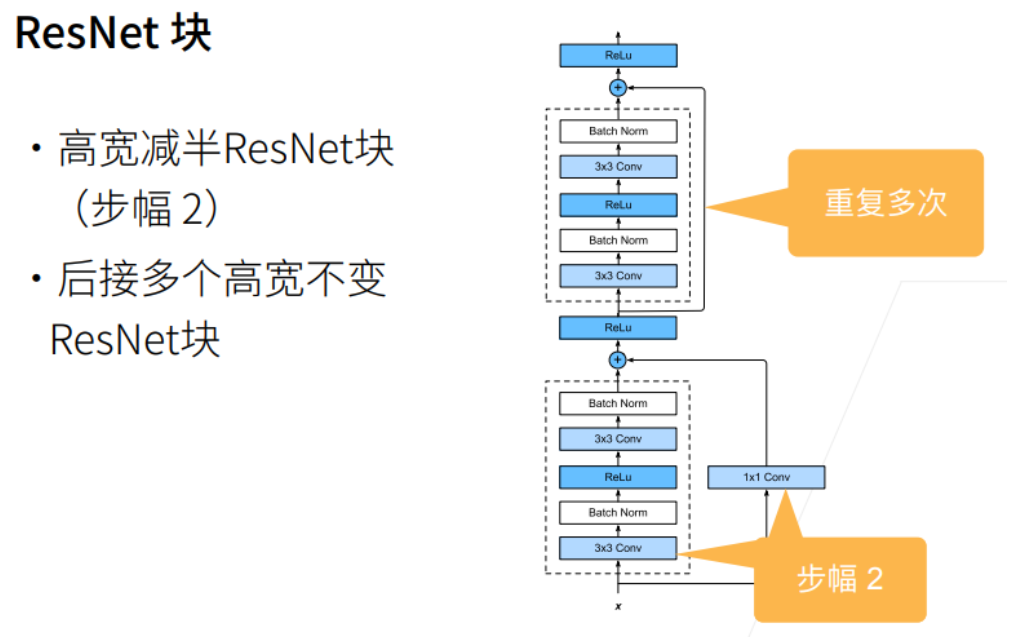 ResNet 块
• 高宽减半ResNet块
（步幅 2）
• 后接多个高宽不变
ResNet块
ReLu
+
Batch Norm
3x3 Conv
ReLu
Batch Norm
3x3 Conv
重复多次
ReLu
+
Batch Norm
3x3 Conv
ReLu
1x1 Conv
Batch Norm
3x3 Conv
步幅 2
x